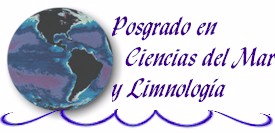 Posgrado en
Ciencias del Mar
y Limnología